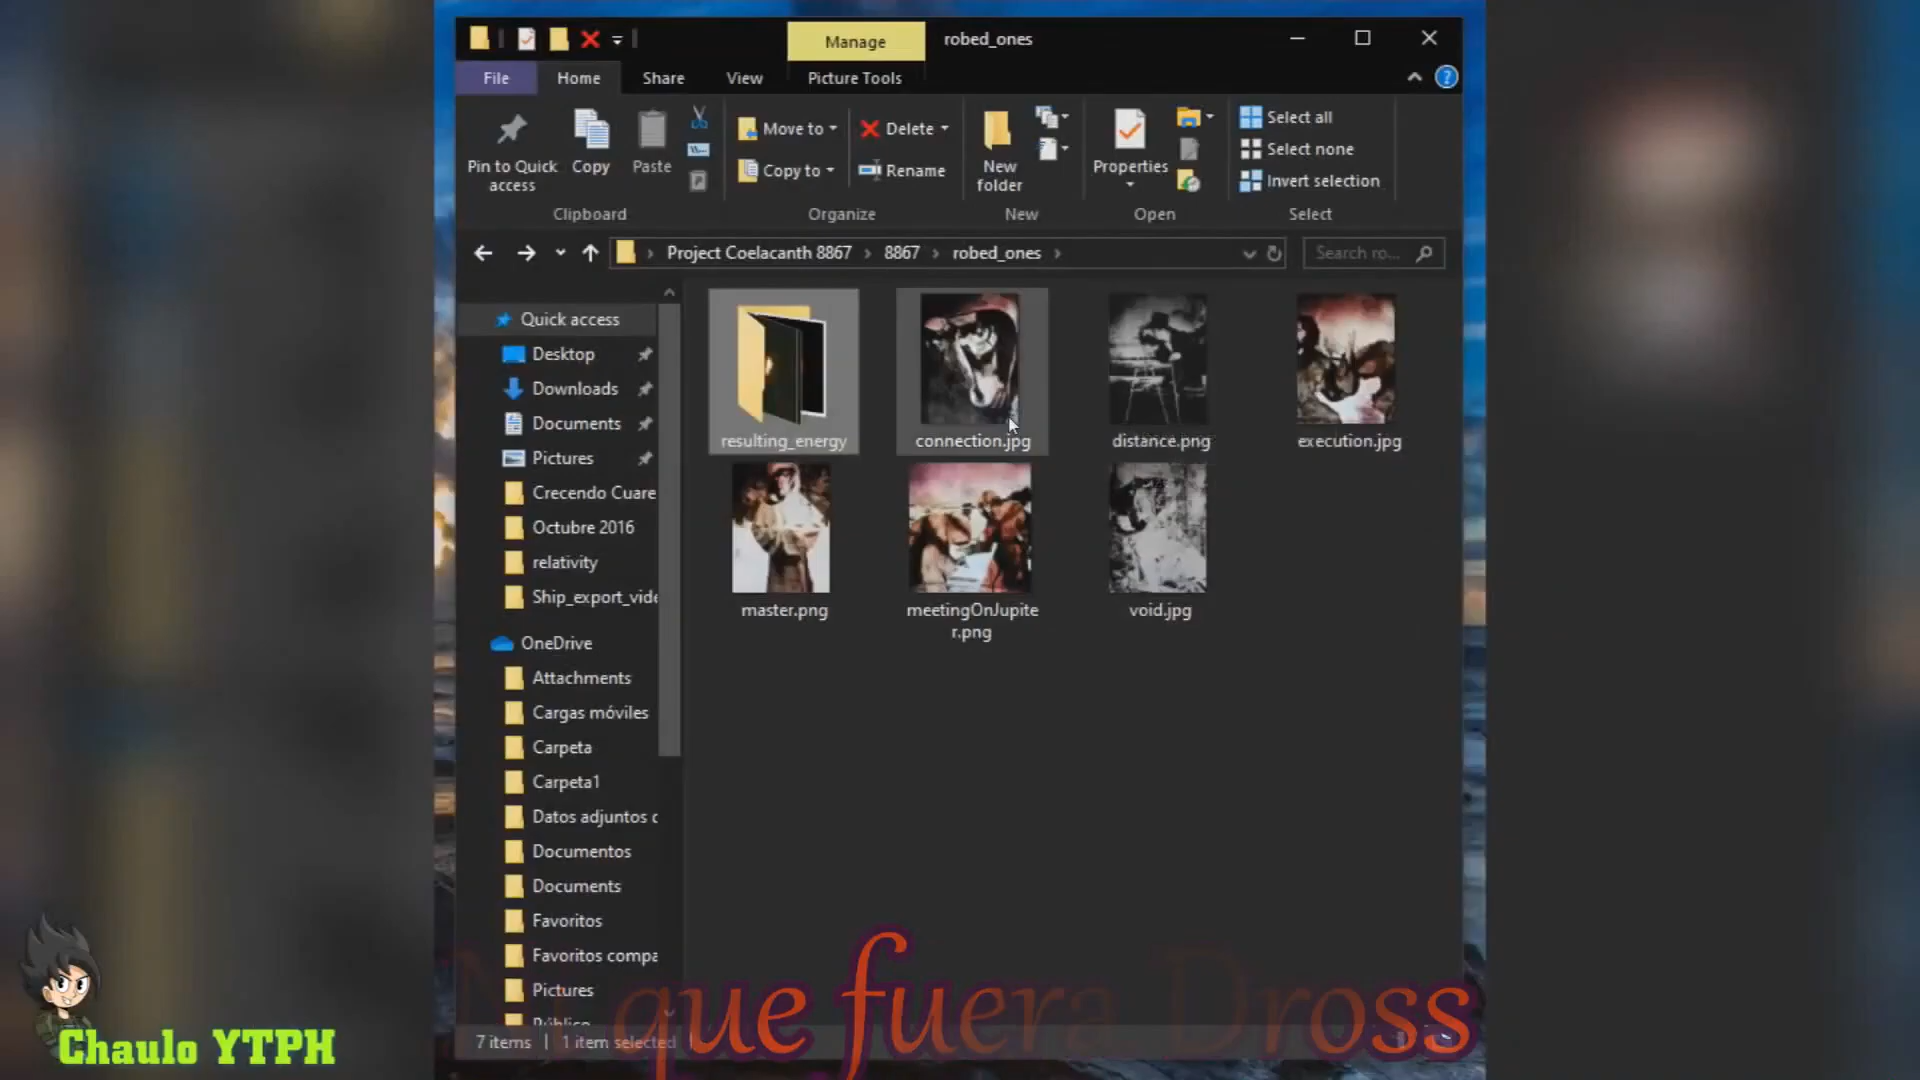 Manage
robed_ones
File
Home
Share
View
Picture Tools
Pin to Quick
access
Copy
Paste
Move to
Copy to
Delete
Rename
New
folder
Properties
Select all
Select none
Invert selection
Clipboard
Organize
New
Open
Select
Project Coelacanth 8867
8867
robed_ones
Search ro...
Quick access
Desktop
Downloads
Documents
Pictures
Crecendo Cuare
Octubre 2016
relativity
Ship_export_vide
OneDrive
Attachments
Cargas móviles
Carpeta
Carpeta1
Datos adjuntos c
Documentos
Documents
Favoritos
Favoritos compa
Pictures
Público
resulting_energy
connection.jpg
distance.png
execution.jpg
master.png
meetingOnJupite
r.png
void.jpg
7 items
1 item selected
que fuera Dross
Chaulo YTPH